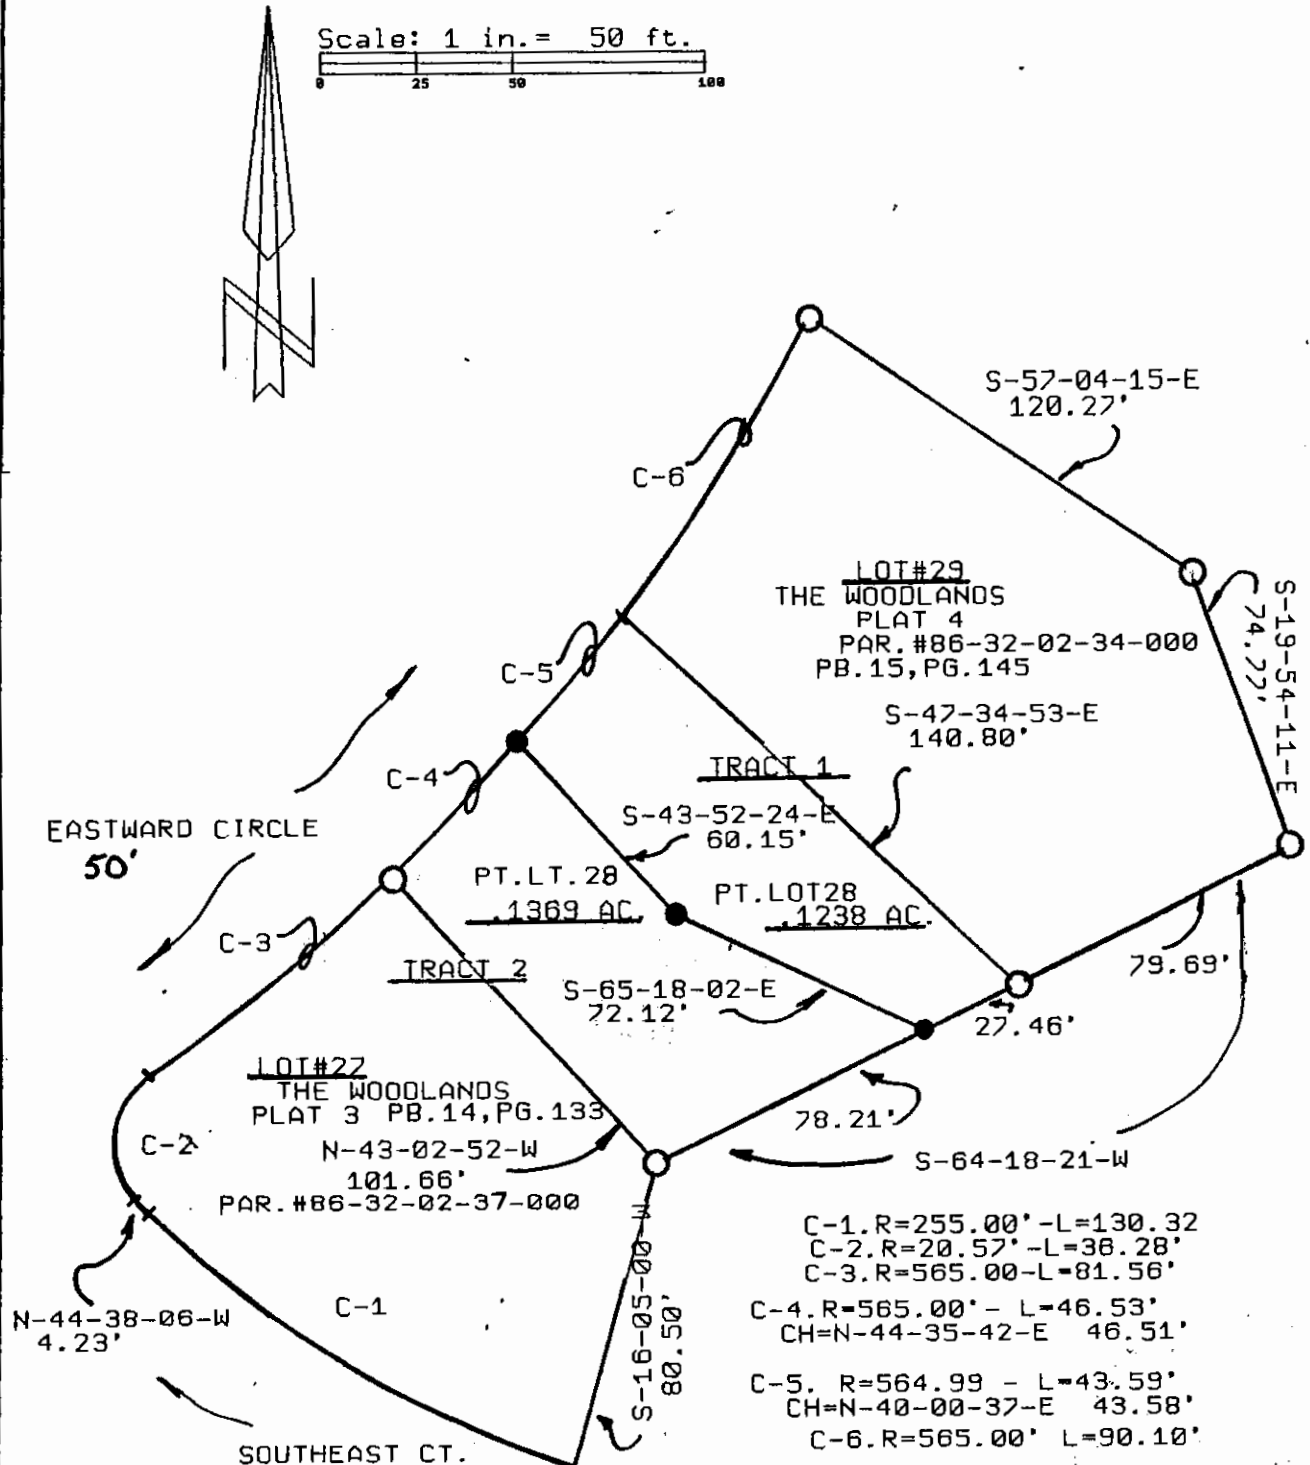 Scale: 1 in.= 50 ft.
0 25 50 100
S-57-04-15-E
120.27'
C-6
LOT#29
THE WOODLANDS
PLAT 4
PAR.#86-32-02-34-000
PB.15,PG.145
S-19-54-11-E
74.77'
C-5
S-47-34-53-E
140.80'
TRACT 1
C-4
S-43-52-24-E
60.15'
EASTWARD CIRCLE
50'
PT.LT.28
.1369 AC.
PT.LOT28
.1238 AC.
C-3
TRACT 2
S-65-18-02-E
72.12'
79.69'
27.46'
LOT#27
THE WOODLANDS
PLAT 3 PB.14,PG.133
78.21'
C-2
N-43-02-52-W
101.66'
S-64-18-21-W
PAR.#86-32-02-37-000
S-16-05-00-W
80.50'
C-1.R=255.00'-L=130.32
C-2.R=20.57'-L=36.28'
C-3.R=565.00-L=81.56'
C-1
N-44-38-06-W
4.23'
C-4.R=565.00'- L=46.53'
CH=N-44-35-42-E 46.51'
C-5. R=564.99 - L=43.59'
CH=N-40-00-37-E 43.58'
C-6.R=565.00' L=90.10'
SOUTHEAST CT.